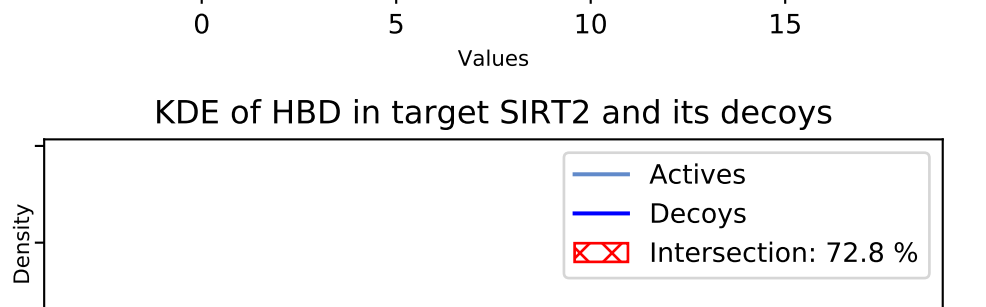 0 5 10 15
Values
KDE of HBD in target SIRT2 and its decoys
Density
Actives
Decoys
Intersection: 72.8 %